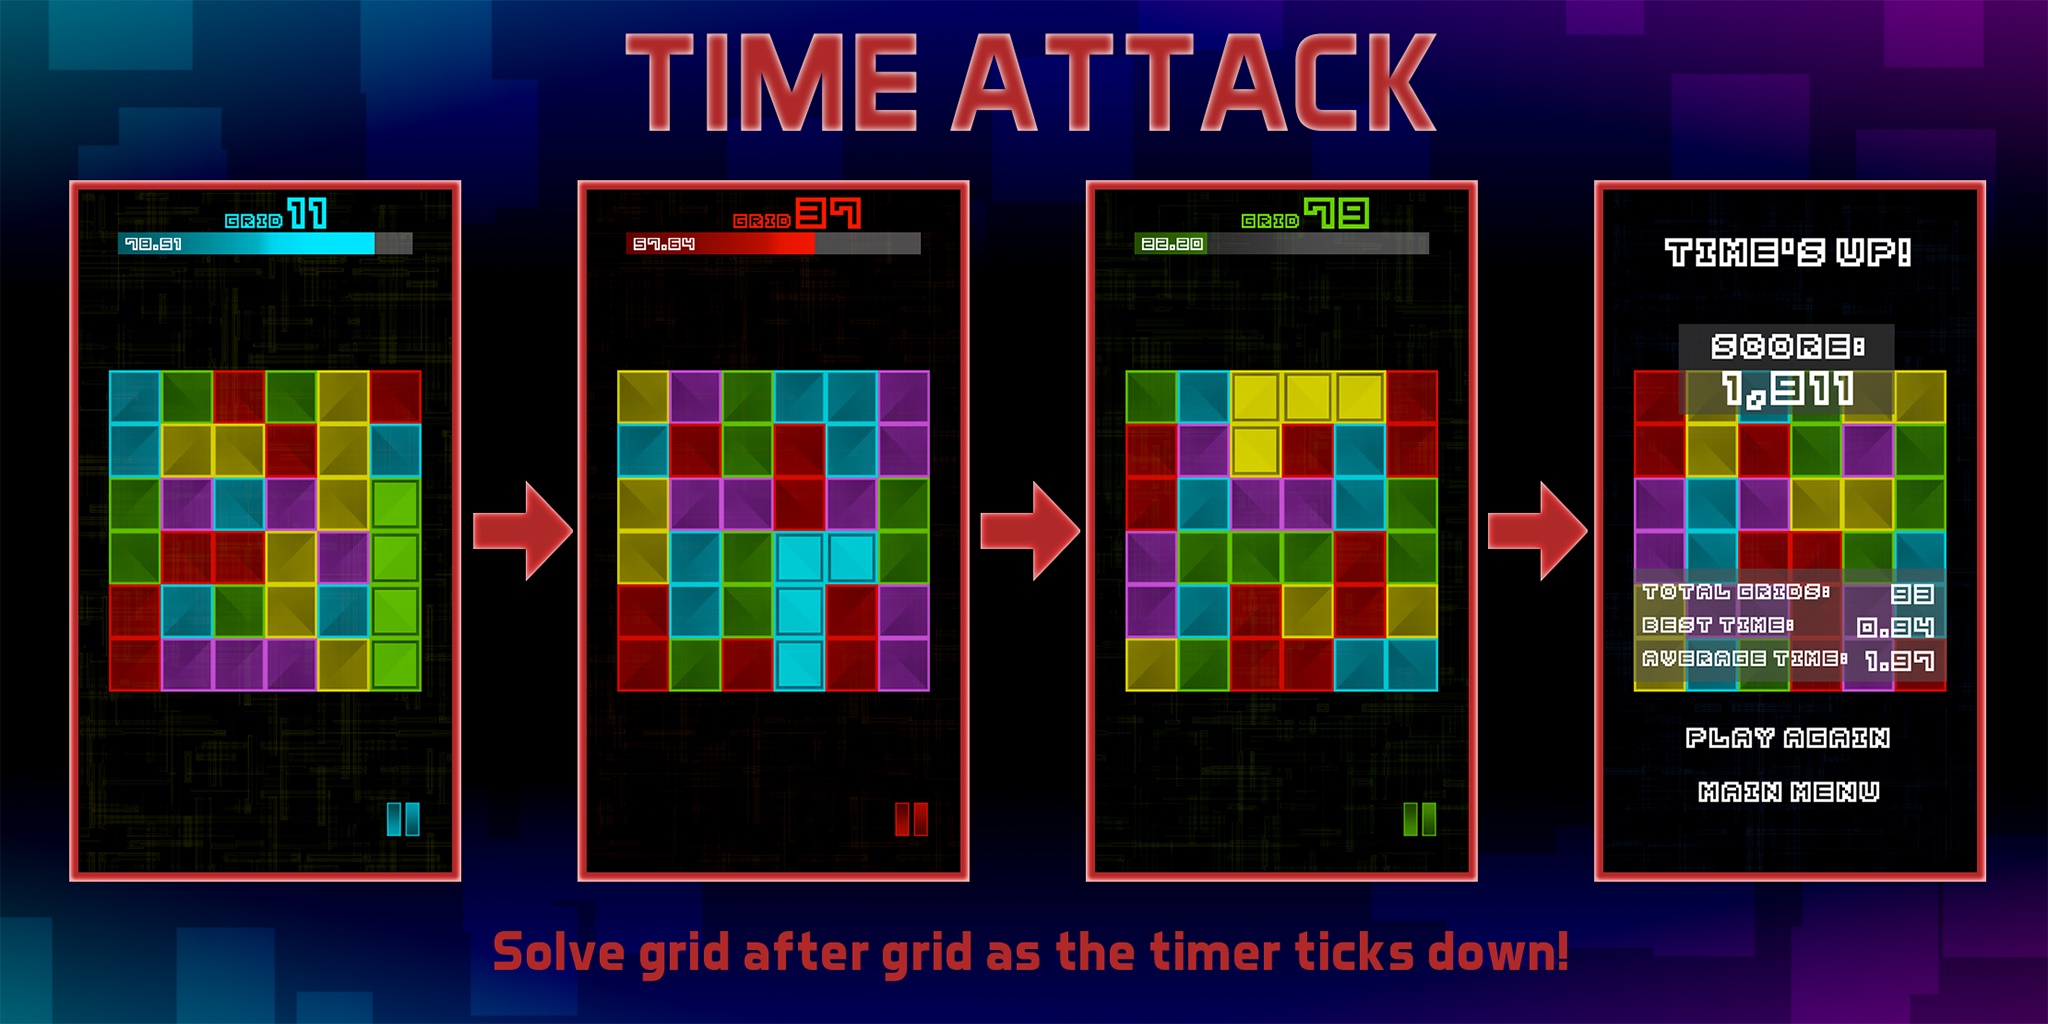 TIME ATTACK
GRID 11
78.51
GRID 37
57.64
GRID 79
22.20
TIME'S UP!
SCORE:
1,911
TOTAL GRIDS: 93
BEST TIME: 0.94
AVERAGE TIME: 1.97
PLAY AGAIN
MAIN MENU
Solve grid after grid as the timer ticks down!